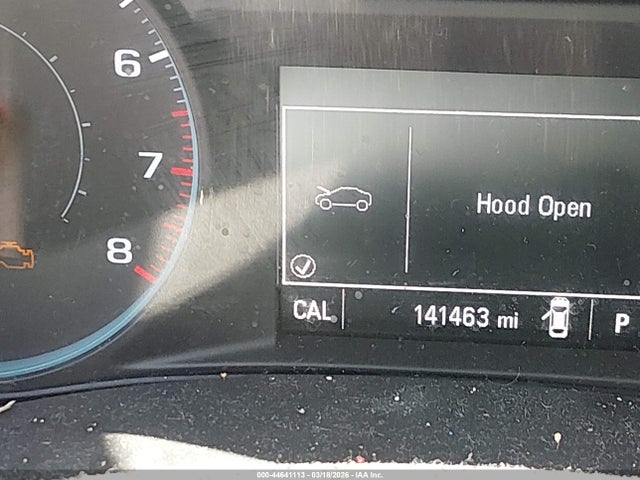 6
7
8
Hood Open
CAL 141463 mi P
000-44641113 - 03/18/2026 - IAA Inc.